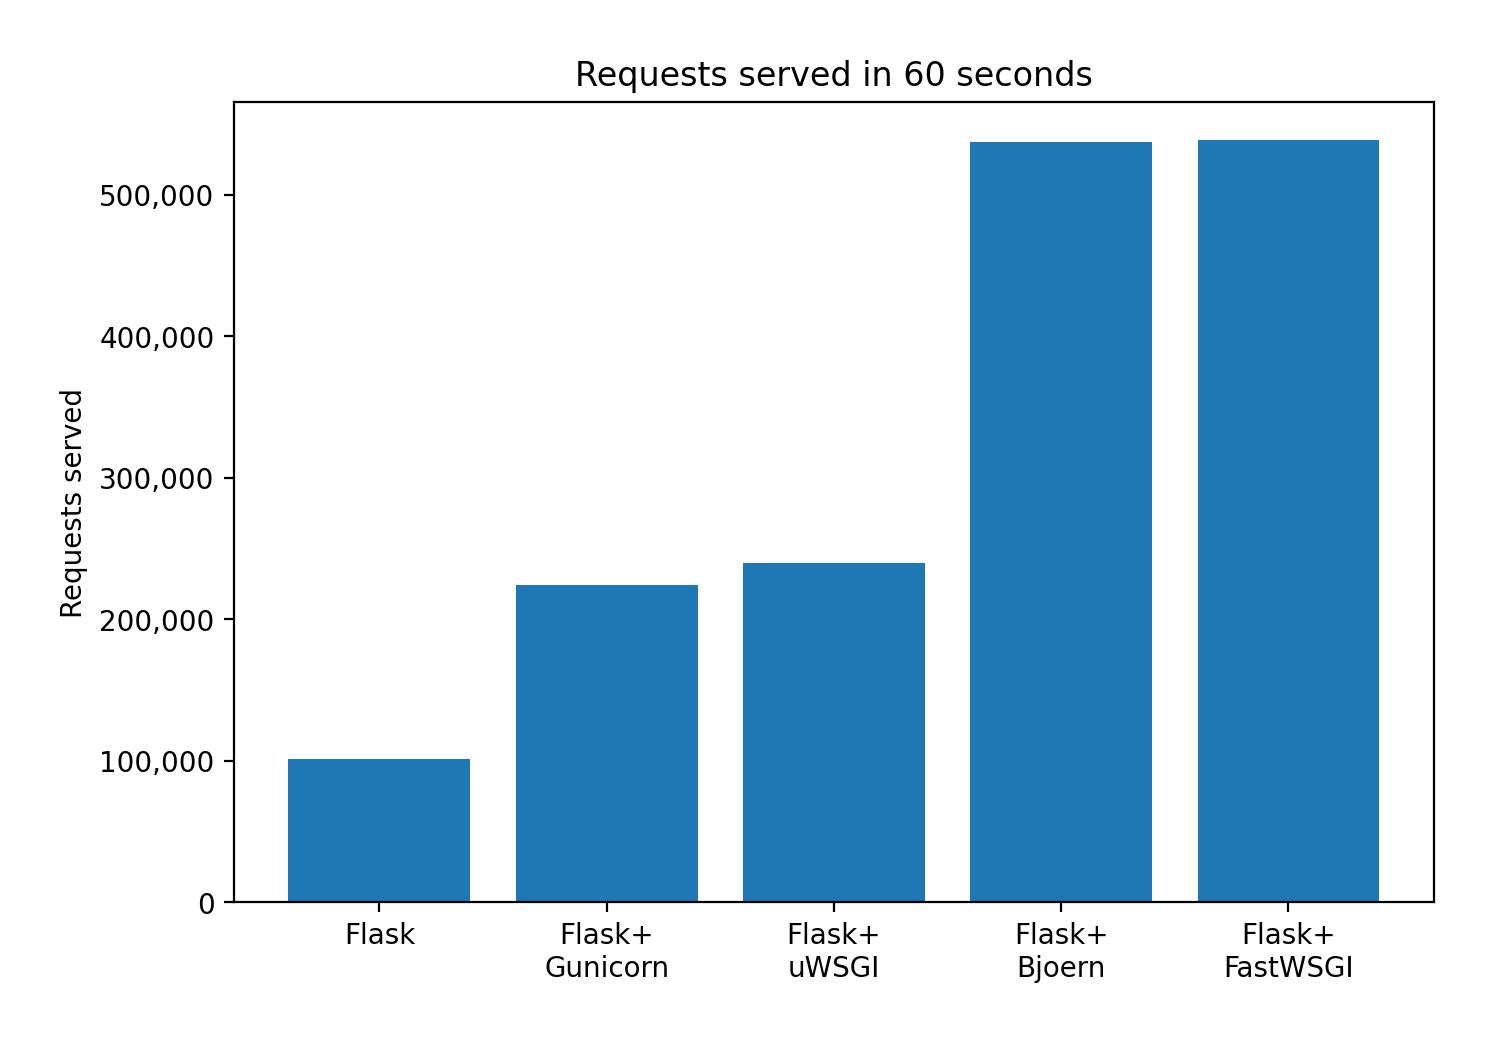 Requests served in 60 seconds
Requests served
500,000
400,000
300,000
200,000
100,000
0
Flask
Flask+
Gunicorn
Flask+
uWSGI
Flask+
Bjoern
Flask+
FastWSGI